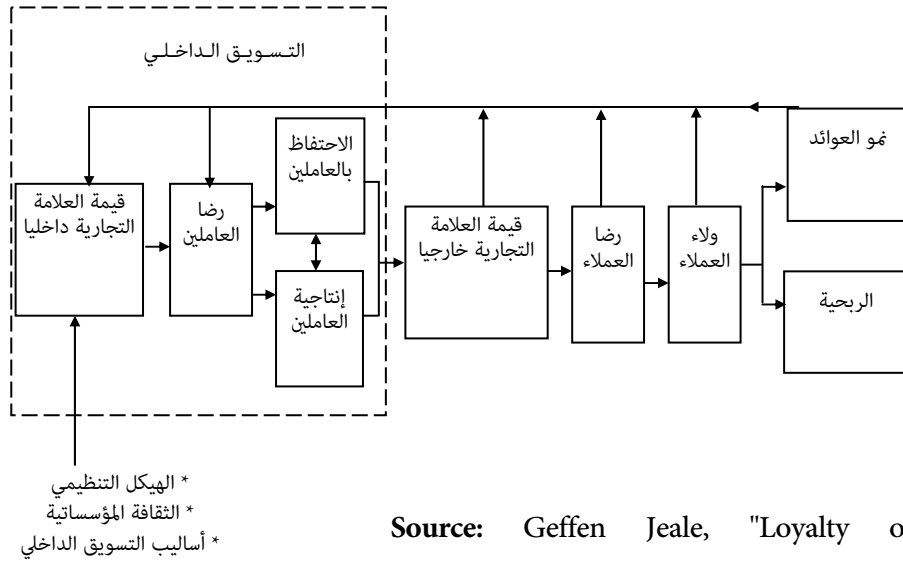 التسويق الداخلي
الاحتفاظ
بالعاملين
نمو العوائد
قيمة العلامة
التجارية داخليا
رضا
العاملين
إنتاجية
العاملين
قيمة العلامة
التجارية خارجيا
رضا
العملاء
ولاء
العملاء
الربحية
* الهيكل التنظيمي
* الثقافة المؤسساتية
* أساليب التسويق الداخلي
Source: Geffen Jeale, "Loyalty o